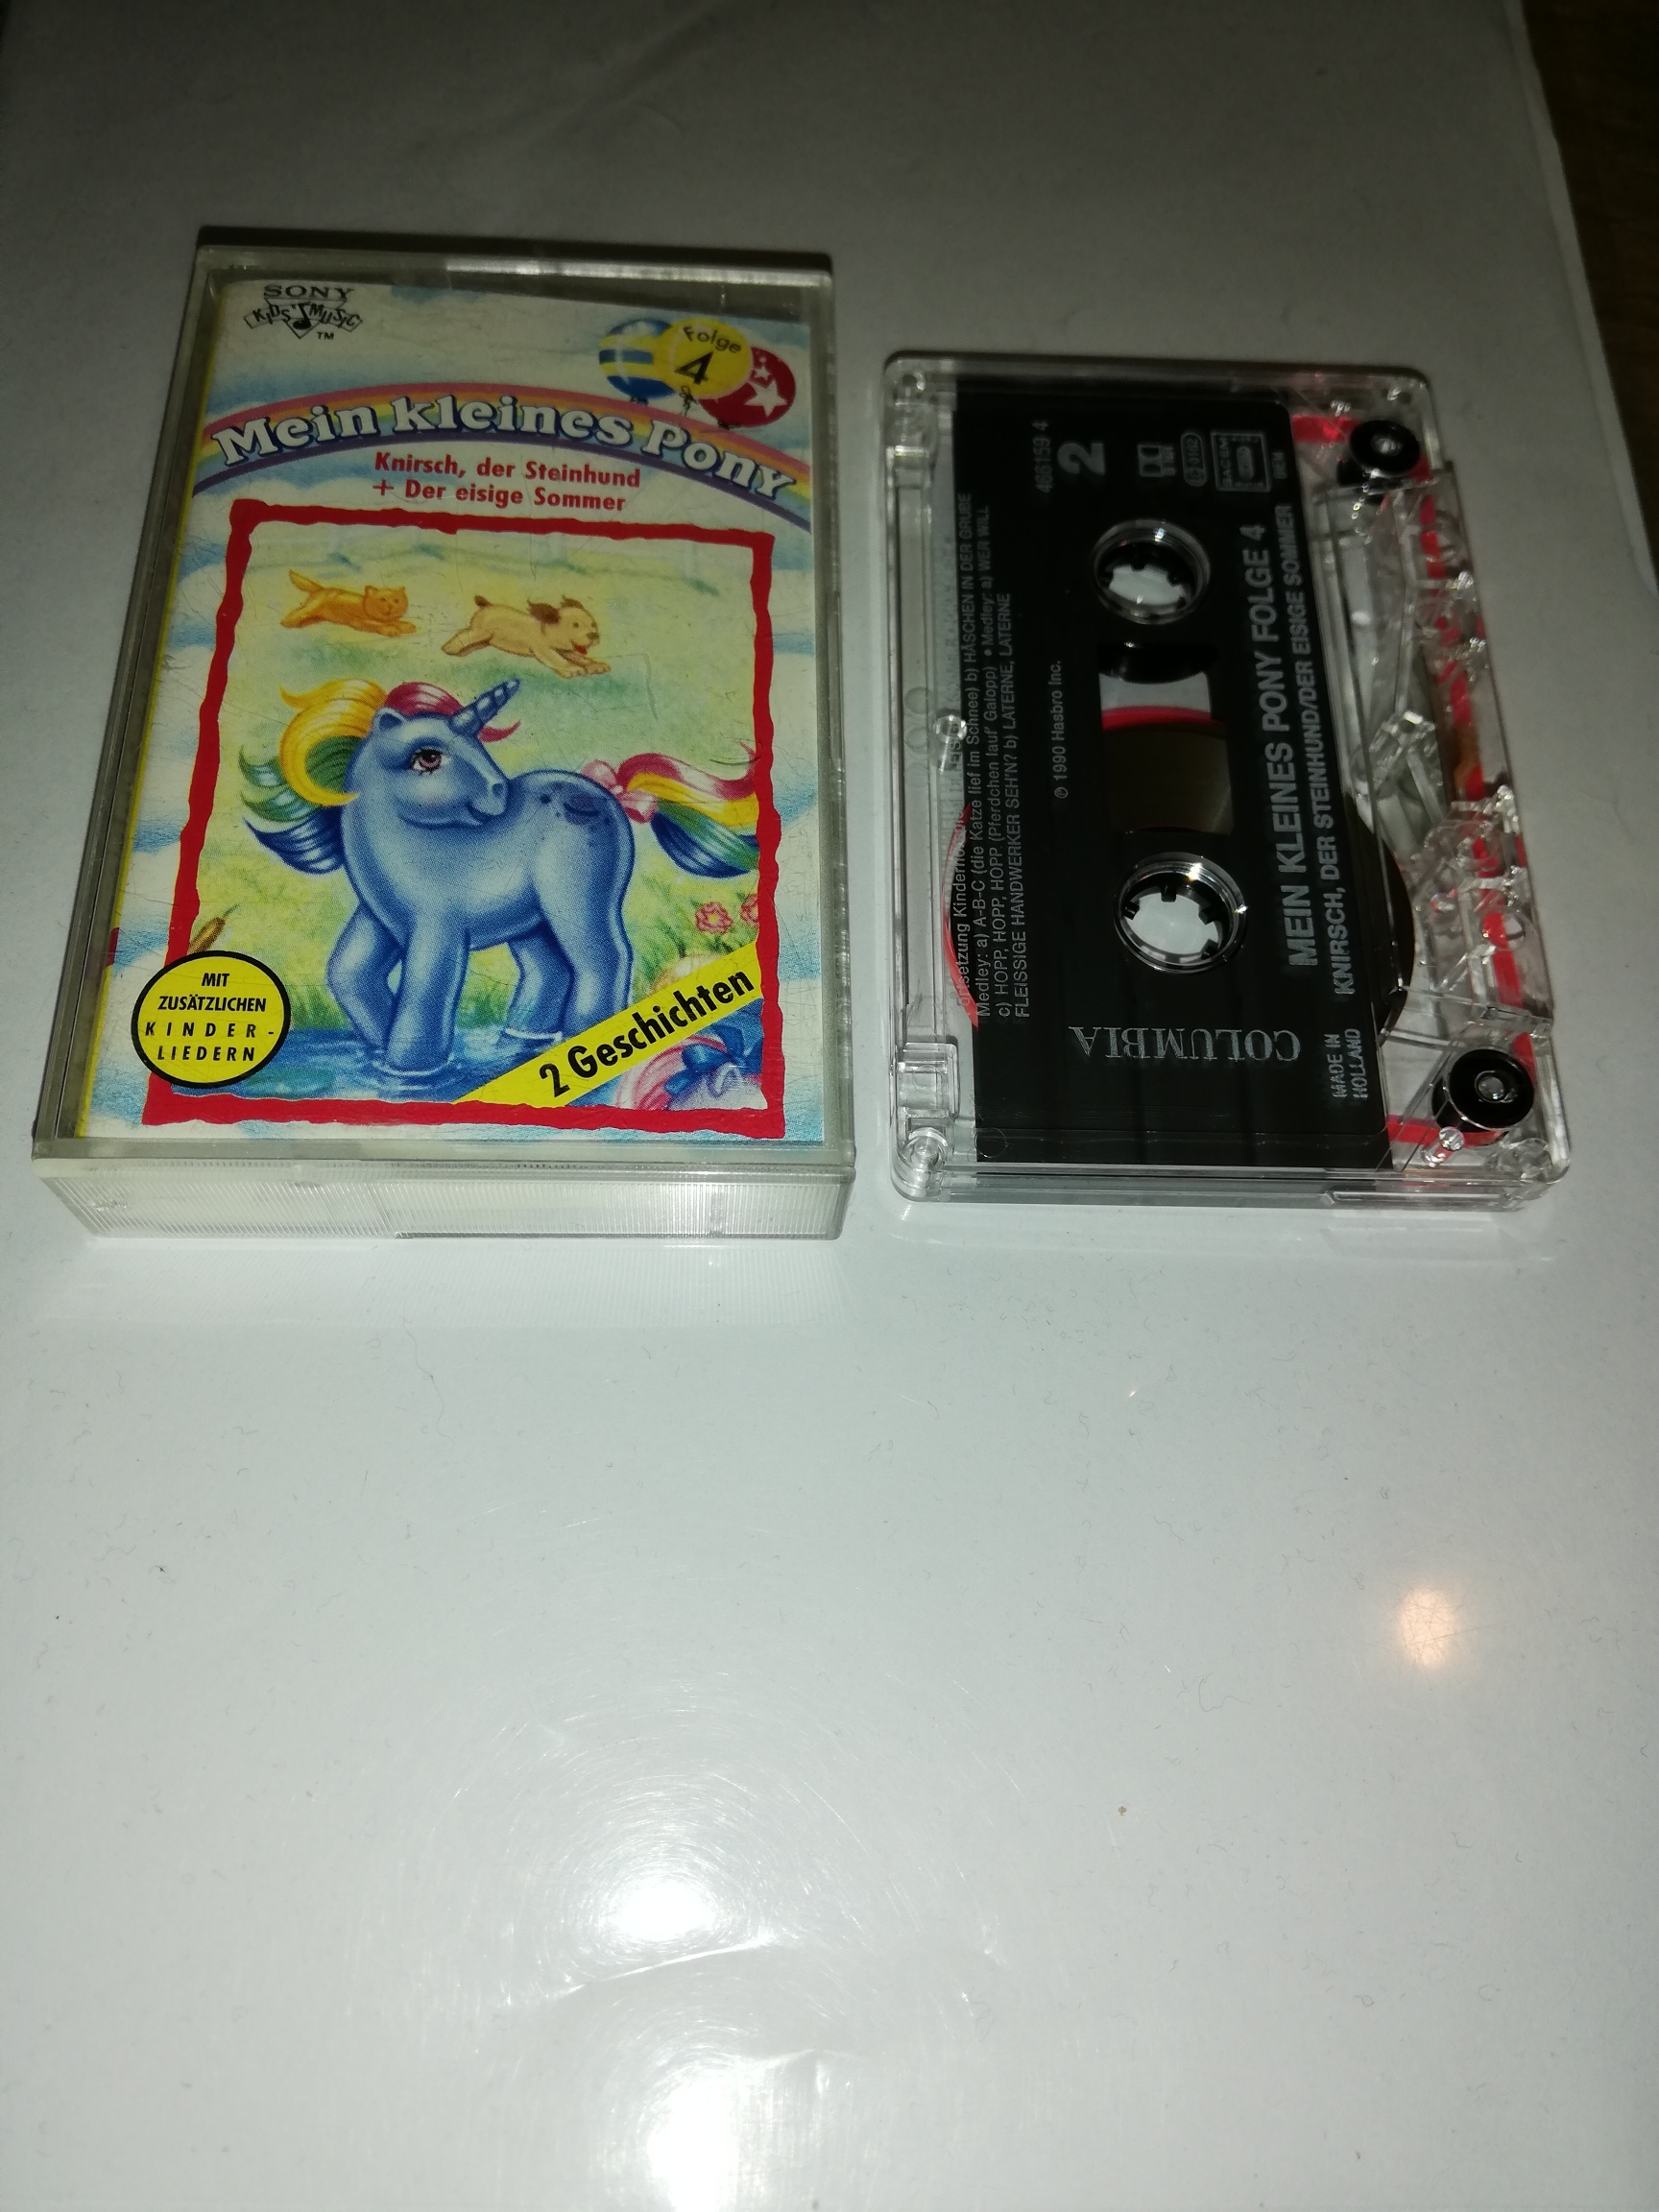 SONY
KIDS' MUSIC
TM
Folge
4
Mein kleines Pony
Knirsch, der Steinhund
+ Der eisige Sommer
MIT
ZUSÄTZLICHEN
KINDER-
LIEDERN
2 Geschichten
466159 4
2
Medley: a) A-B-C (die Katze lief im Schnee) b) HÄSCHEN IN DER GRUBE
c) HOPP, HOPP, HOPP (Pferdchen lauf' Galopp) • Medley: a) WER WILL
FLEISSIGE HANDWERKER SEH'N? b) LATERNE, LATERNE
℗ 1990 Hasbro Inc.
COLUMBIA
MEIN KLEINES PONY FOLGE 4
KNIRSCH, DER STEINHUND/DER EISIGE SOMMER
MADE IN
HOLLAND